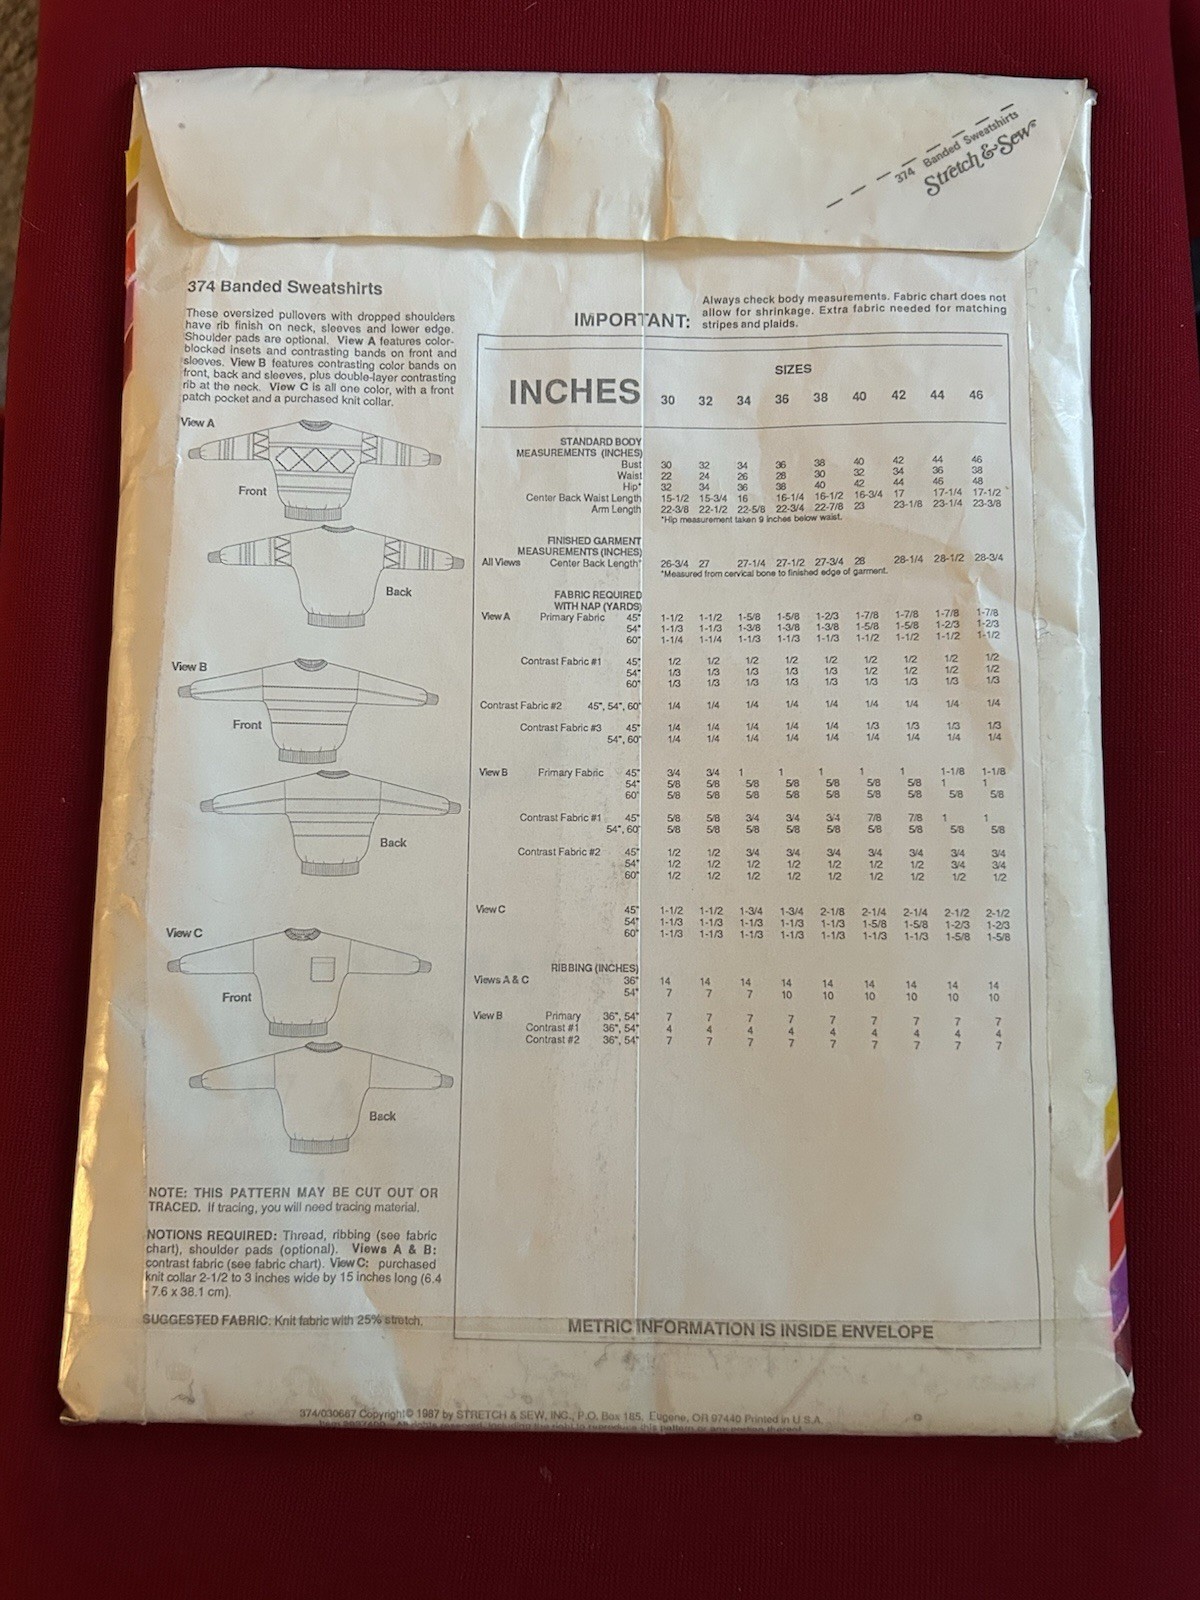 374 Banded Sweatshirts
Stretch & Sew®
374 Banded Sweatshirts
These oversized pullovers with dropped shoulders
have rib finish on neck, sleeves and lower edge.
Shoulder pads are optional. View A features color-
blocked insets and contrasting bands on front and
sleeves. View B features contrasting color bands on
front, back and sleeves, plus double-layer contrasting
rib at the neck. View C is all one color, with a front
patch pocket and a purchased knit collar.
View A
Front
Back
View B
Front
Back
View C
Front
Back
NOTE: THIS PATTERN MAY BE CUT OUT OR
TRACED. If tracing, you will need tracing material.
NOTIONS REQUIRED: Thread, ribbing (see fabric
chart), shoulder pads (optional). Views A & B:
contrast fabric (see fabric chart). View C: purchased
knit collar 2-1/2 to 3 inches wide by 15 inches long (6.4
- 7.6 x 38.1 cm).
SUGGESTED FABRIC: Knit fabric with 25% stretch.
IMPORTANT: Always check body measurements. Fabric chart does not
allow for shrinkage. Extra fabric needed for matching
stripes and plaids.
SIZES
INCHES 30 32 34 36 38 40 42 44 46
STANDARD BODY
MEASUREMENTS (INCHES)
Bust 30 32 34 36 38 40 42 44 46
Waist 22 24 26 28 30 32 34 36 38
Hip* 32 34 36 38 40 42 44 46 48
Center Back Waist Length 15-1/2 15-3/4 16 16-1/4 16-1/2 16-3/4 17 17-1/4 17-1/2
Arm Length 22-3/8 22-1/2 22-5/8 22-3/4 22-7/8 23 23-1/8 23-1/4 23-3/8
*Hip measurement taken 9 inches below waist.
FINISHED GARMENT
MEASUREMENTS (INCHES)
All Views Center Back Length* 26-3/4 27 27-1/4 27-1/2 27-3/4 28 28-1/4 28-1/2 28-3/4
*Measured from cervical bone to finished edge of garment.
FABRIC REQUIRED
WITH NAP (YARDS)
View A Primary Fabric 45" 1-1/2 1-1/2 1-5/8 1-5/8 1-2/3 1-7/8 1-7/8 1-7/8 1-7/8
54" 1-1/3 1-1/3 1-3/8 1-3/8 1-3/8 1-5/8 1-5/8 1-2/3 1-2/3
60" 1-1/4 1-1/4 1-1/3 1-1/3 1-1/3 1-1/2 1-1/2 1-1/2 1-1/2
Contrast Fabric #1 45" 1/2 1/2 1/2 1/2 1/2 1/2 1/2 1/2 1/2
54" 1/3 1/3 1/3 1/3 1/3 1/2 1/2 1/2 1/2
60" 1/3 1/3 1/3 1/3 1/3 1/3 1/3 1/3 1/3
Contrast Fabric #2 45", 54", 60" 1/4 1/4 1/4 1/4 1/4 1/4 1/4 1/4 1/4
Contrast Fabric #3 45" 1/4 1/4 1/4 1/4 1/4 1/3 1/3 1/3 1/3
54", 60" 1/4 1/4 1/4 1/4 1/4 1/4 1/4 1/4 1/4
View B Primary Fabric 45" 3/4 3/4 1 1 1 1 1 1-1/8 1-1/8
54" 5/8 5/8 5/8 5/8 5/8 5/8 5/8 1 1
60" 5/8 5/8 5/8 5/8 5/8 5/8 5/8 5/8 5/8
Contrast Fabric #1 45" 5/8 5/8 3/4 3/4 3/4 7/8 7/8 1 1
54", 60" 5/8 5/8 5/8 5/8 5/8 5/8 5/8 5/8 5/8
Contrast Fabric #2 45" 1/2 1/2 3/4 3/4 3/4 3/4 3/4 3/4 3/4
54" 1/2 1/2 1/2 1/2 1/2 1/2 1/2 3/4 3/4
60" 1/2 1/2 1/2 1/2 1/2 1/2 1/2 1/2 1/2
View C 45" 1-1/2 1-1/2 1-3/4 1-3/4 2-1/8 2-1/4 2-1/4 2-1/2 2-1/2
54" 1-1/3 1-1/3 1-1/3 1-1/3 1-1/3 1-5/8 1-5/8 1-2/3 1-2/3
60" 1-1/3 1-1/3 1-1/3 1-1/3 1-1/3 1-1/3 1-1/3 1-5/8 1-5/8
RIBBING (INCHES)
Views A & C 36" 14 14 14 14 14 14 14 14 14
54" 7 7 7 10 10 10 10 10 10
View B Primary 36", 54" 7 7 7 7 7 7 7 7 7
Contrast #1 36", 54" 4 4 4 4 4 4 4 4 4
Contrast #2 36", 54" 7 7 7 7 7 7 7 7 7
METRIC INFORMATION IS INSIDE ENVELOPE
374/030687 Copyright© 1987 by STRETCH & SEW, INC., P.O. Box 185, Eugene, OR 97440 Printed in U.S.A.
All rights reserved, including the right to reproduce this pattern or any portion thereof.